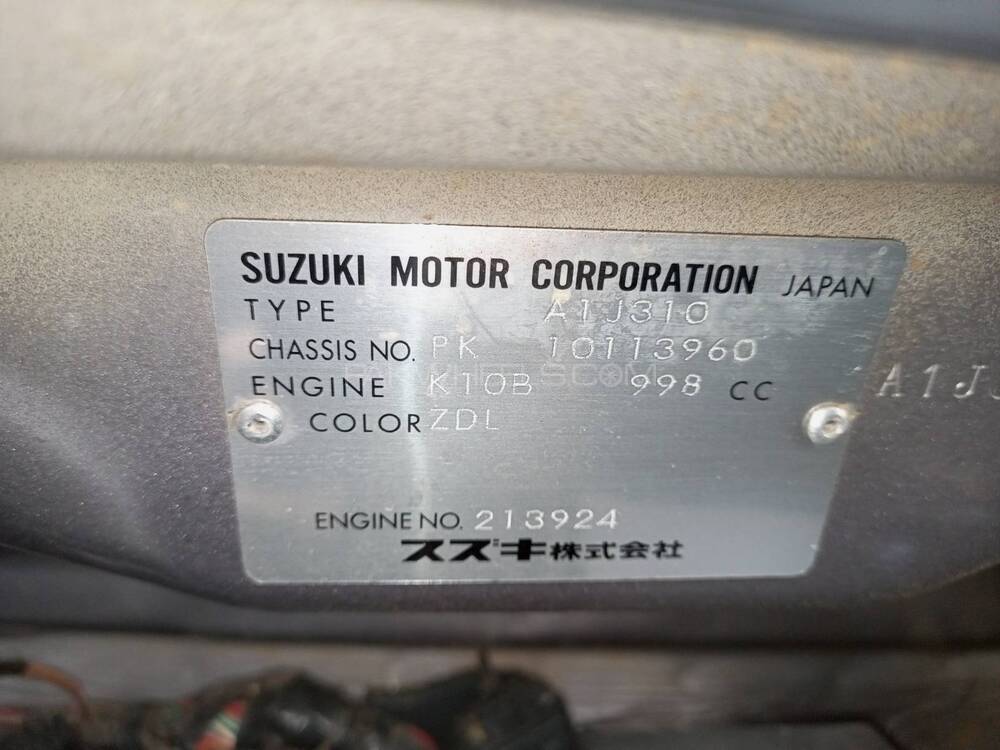 SUZUKI MOTOR CORPORATION JAPAN
TYPE A1J310
CHASSIS NO. PK 10113960
ENGINE K10B 998 CC
COLOR ZDL
ENGINE NO. 213924
スズキ株式会社
A1J